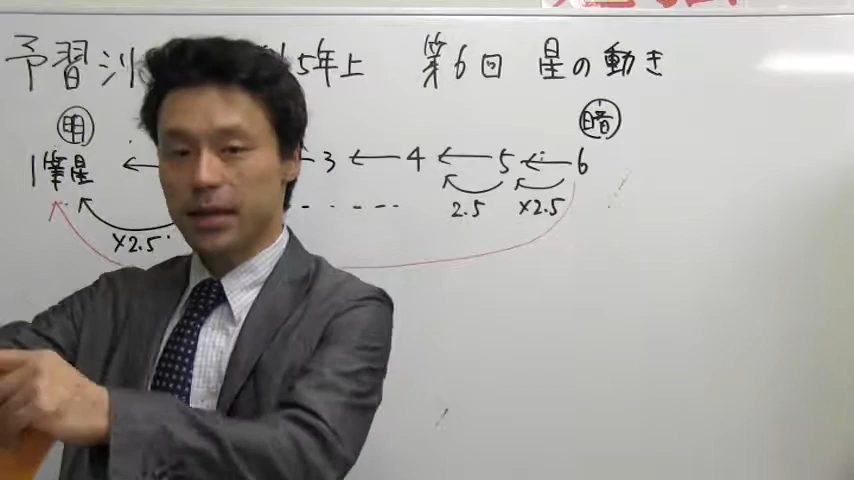 予習シリ 5年上 第6回 星の動き
明 暗
1等星 ← 3 ← 4 ← 5 ← 6
×2.5 2.5 ×2.5